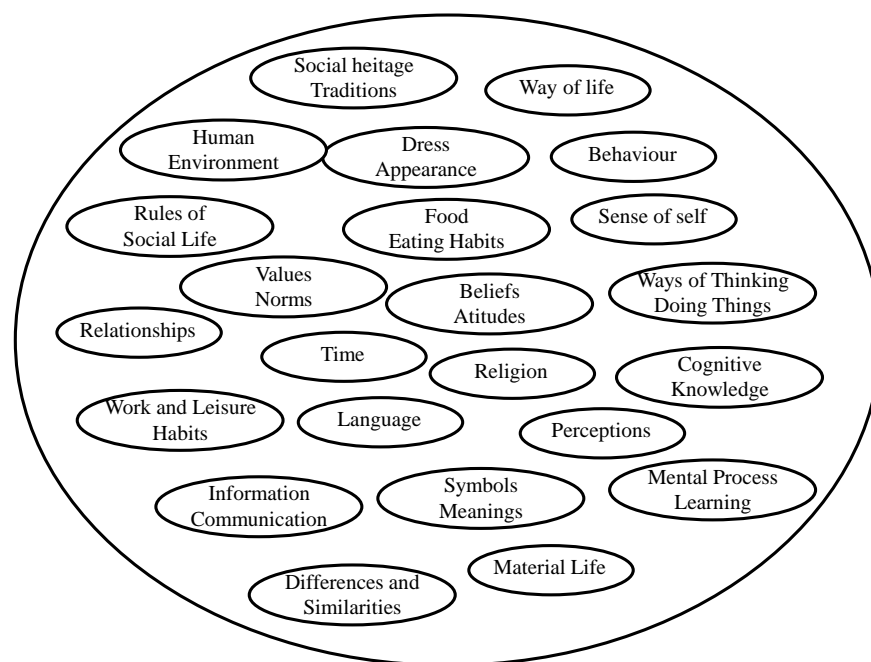 Social heitage
Traditions
Way of life
Human
Environment
Dress
Appearance
Behaviour
Rules of
Social Life
Food
Eating Habits
Sense of self
Values
Norms
Beliefs
Atitudes
Ways of Thinking
Doing Things
Relationships
Time
Religion
Cognitive
Knowledge
Work and Leisure
Habits
Language
Perceptions
Information
Communication
Symbols
Meanings
Mental Process
Learning
Differences and
Similarities
Material Life